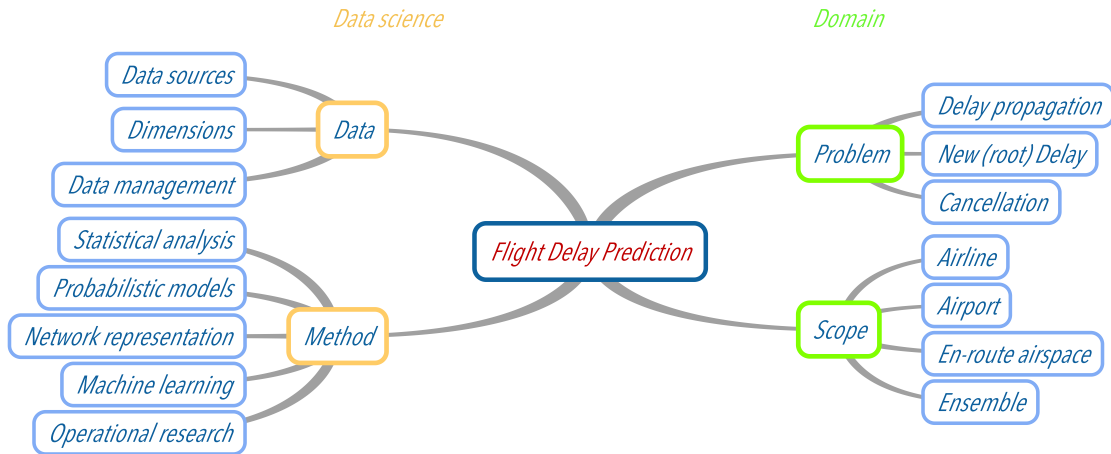 Data science
Domain
Data sources
Dimensions
Data management
Data
Statistical analysis
Probabilistic models
Network representation
Machine learning
Operational research
Method
Flight Delay Prediction
Problem
Delay propagation
New (root) Delay
Cancellation
Scope
Airline
Airport
En-route airspace
Ensemble